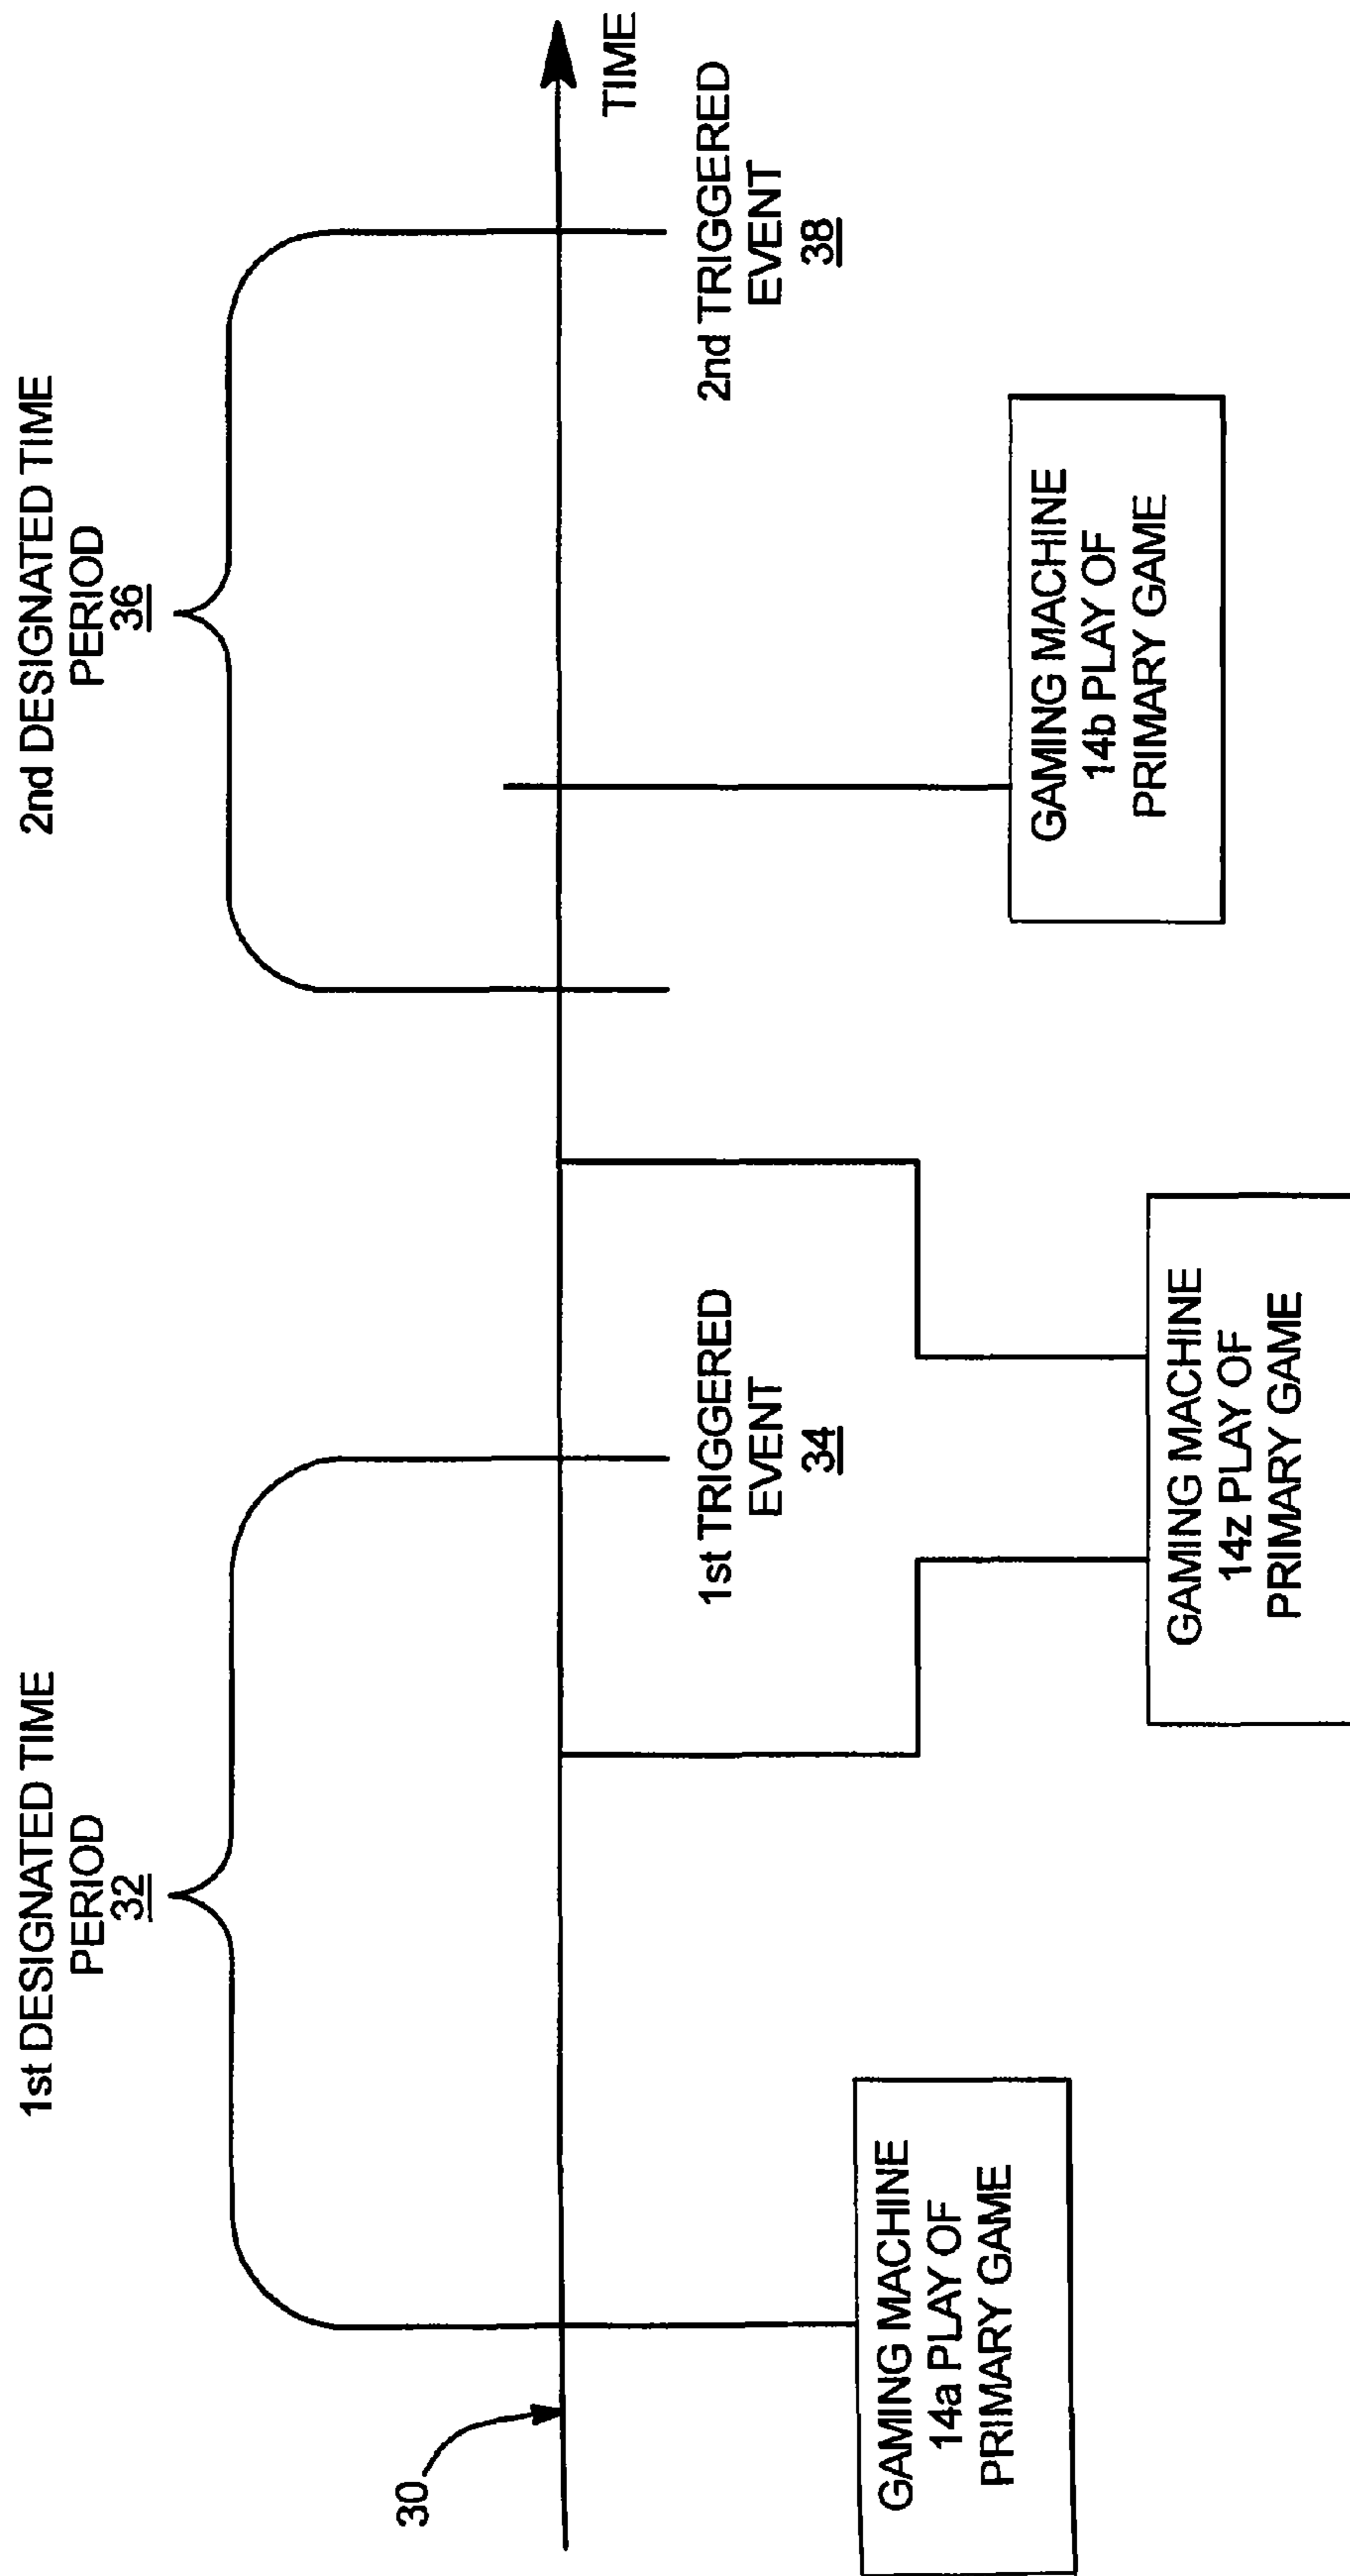 1st DESIGNATED TIME
PERIOD
32
2nd DESIGNATED TIME
PERIOD
36
30
TIME
1st TRIGGERED
EVENT
34
2nd TRIGGERED
EVENT
38
GAMING MACHINE
14a PLAY OF
PRIMARY GAME
GAMING MACHINE
14z PLAY OF
PRIMARY GAME
GAMING MACHINE
14b PLAY OF
PRIMARY GAME